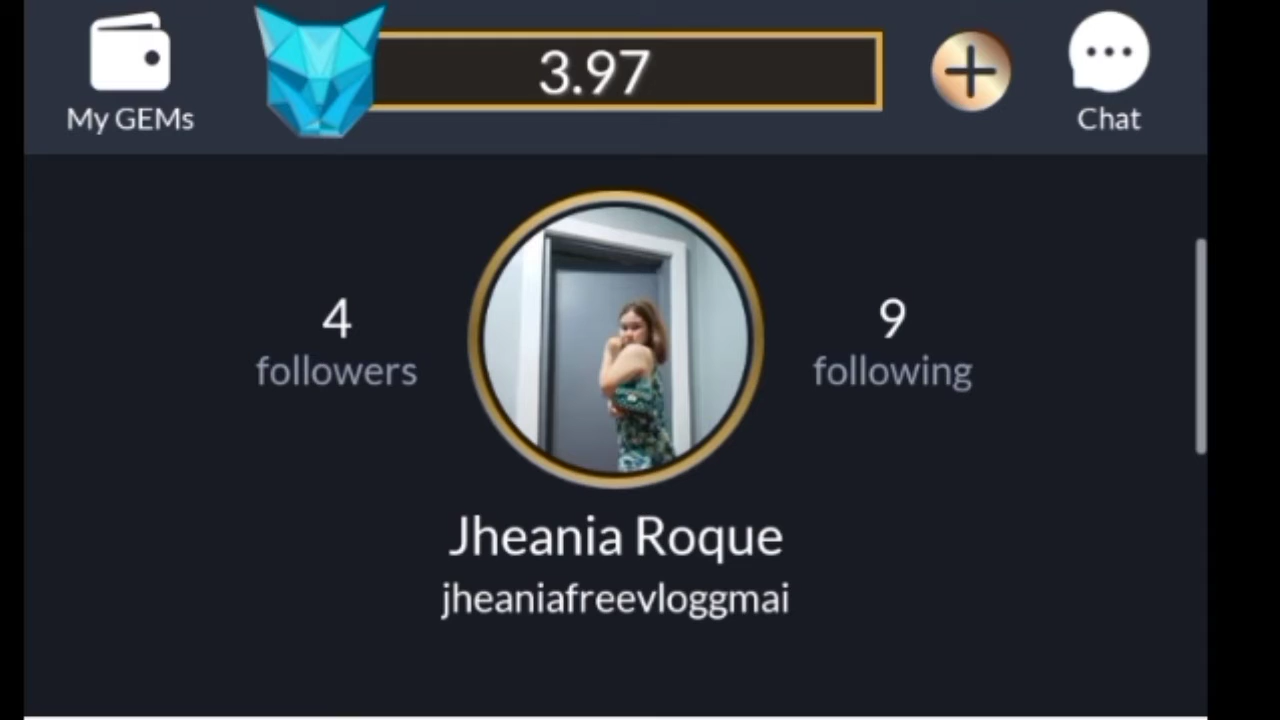 3.97
My GEMs
Chat
4
followers
9
following
Jheania Roque
jheaniafreevloggmai